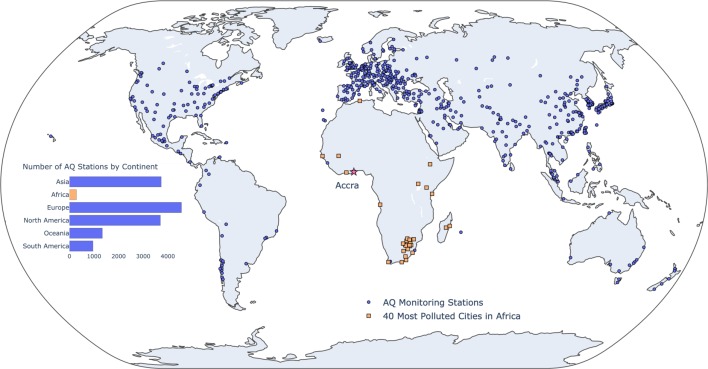 Number of AQ Stations by Continent
Asia
Africa
Europe
North America
Oceania
South America
0 1000 2000 3000 4000
Accra
AQ Monitoring Stations
40 Most Polluted Cities in Africa